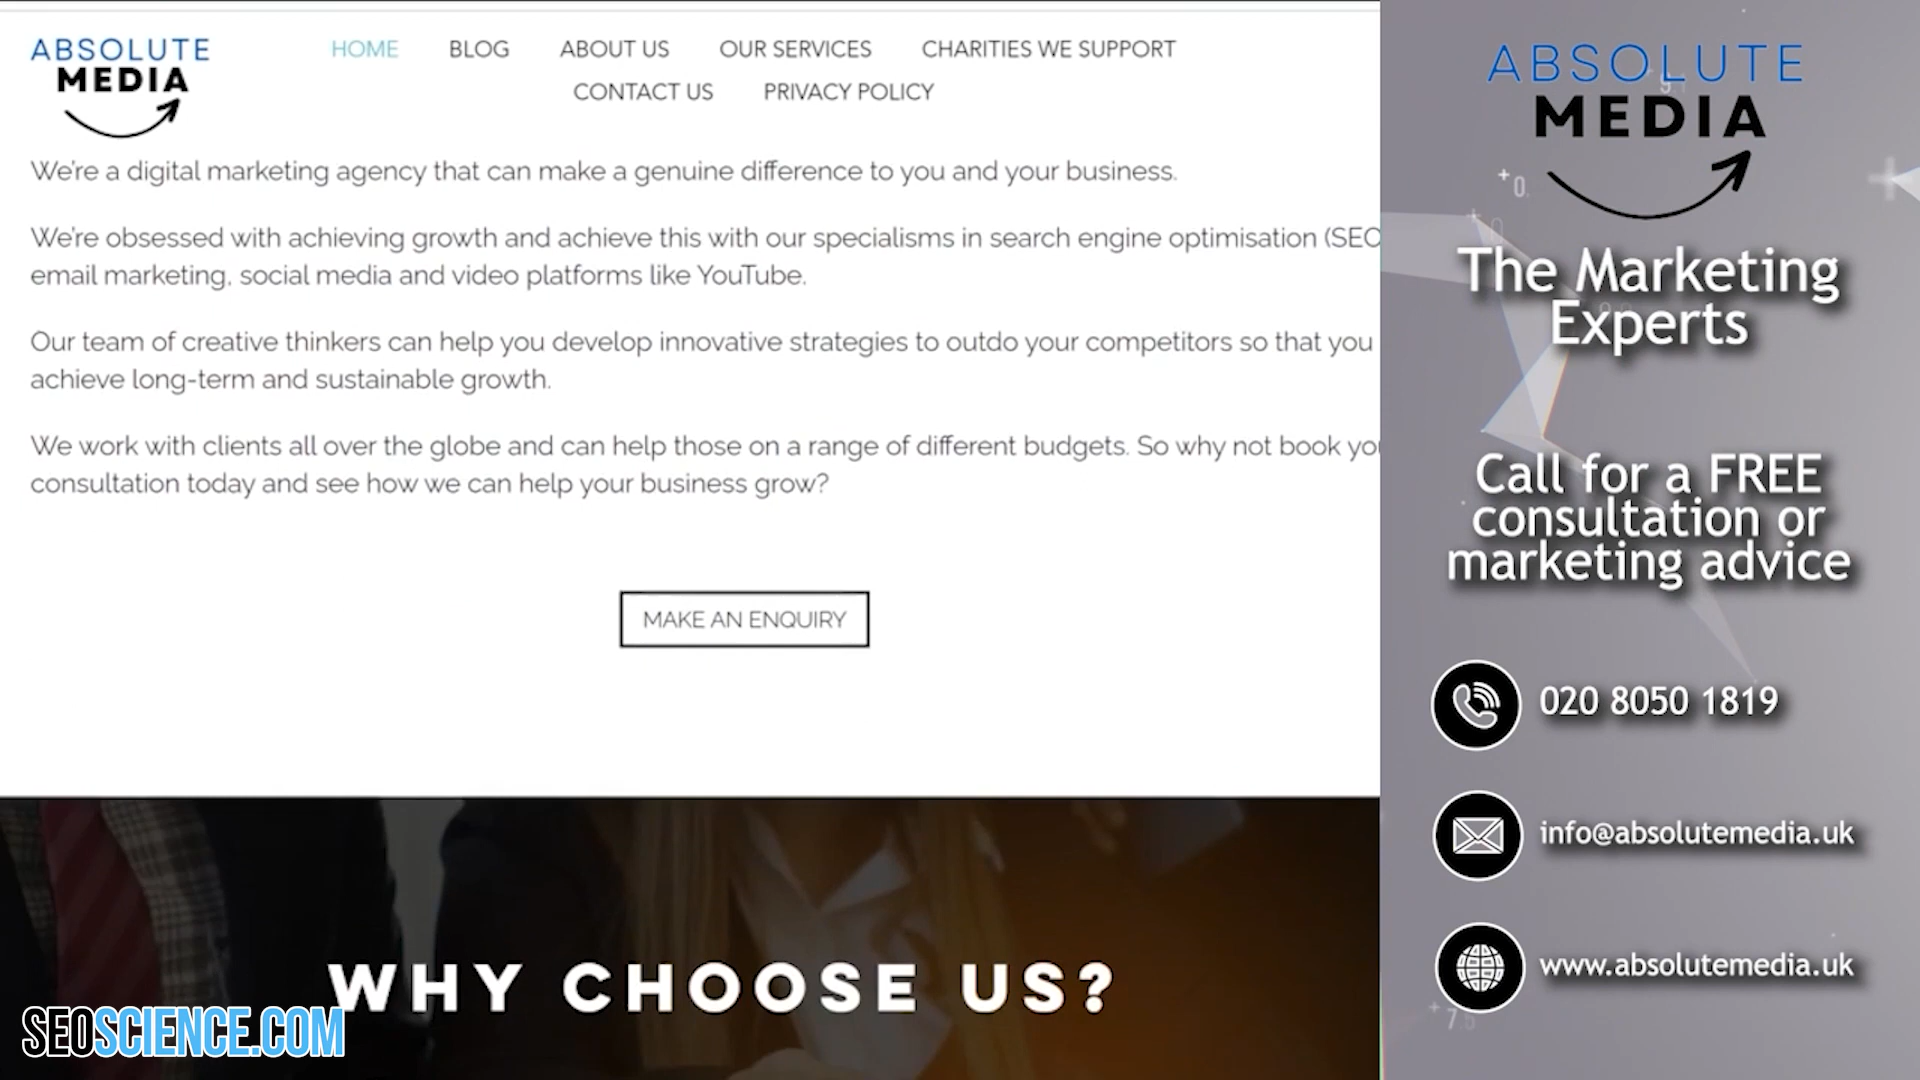 ABSOLUTE
MEDIA
HOME BLOG ABOUT US OUR SERVICES CHARITIES WE SUPPORT
CONTACT US PRIVACY POLICY
We're a digital marketing agency that can make a genuine difference to you and your business.
We're obsessed with achieving growth and achieve this with our specialisms in search engine optimisation (SEO
email marketing, social media and video platforms like YouTube.
Our team of creative thinkers can help you develop innovative strategies to outdo your competitors so that you
achieve long-term and sustainable growth.
We work with clients all over the globe and can help those on a range of different budgets. So why not book
consultation today and see how we can help your business grow?
MAKE AN ENQUIRY
WHY CHOOSE US?
SEOSCIENCE.COM
ABSOLUTE
MEDIA
The Marketing
Experts
Call for a FREE
consultation or
marketing advice
020 8050 1819
info@absolutemedia.uk
www.absolutemedia.uk